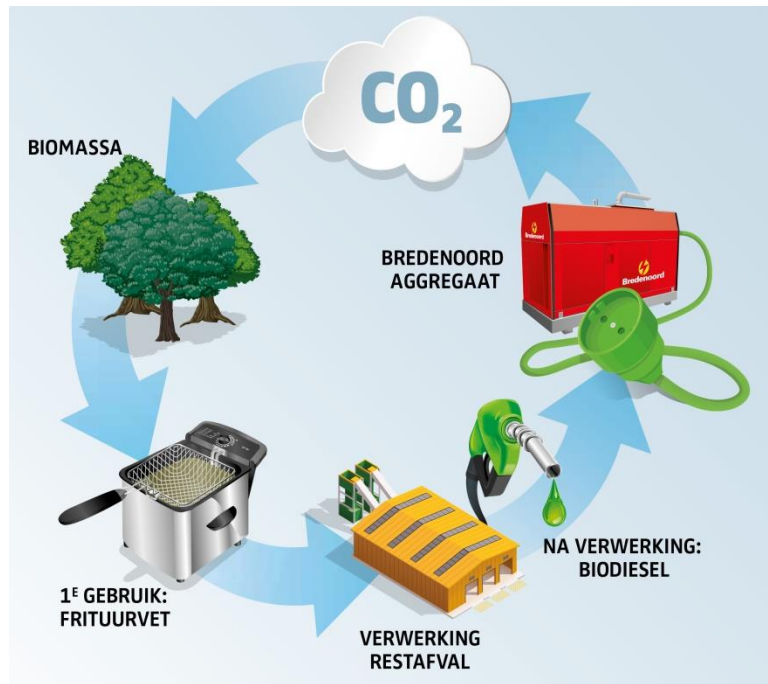 CO₂
BIOMASSA
BREDENOORD
AGGREGAAT
Bredenoord
Bredenoord
1ᴱ GEBRUIK:
FRITUURVET
VERWERKING
RESTAFVAL
NA VERWERKING:
BIODIESEL